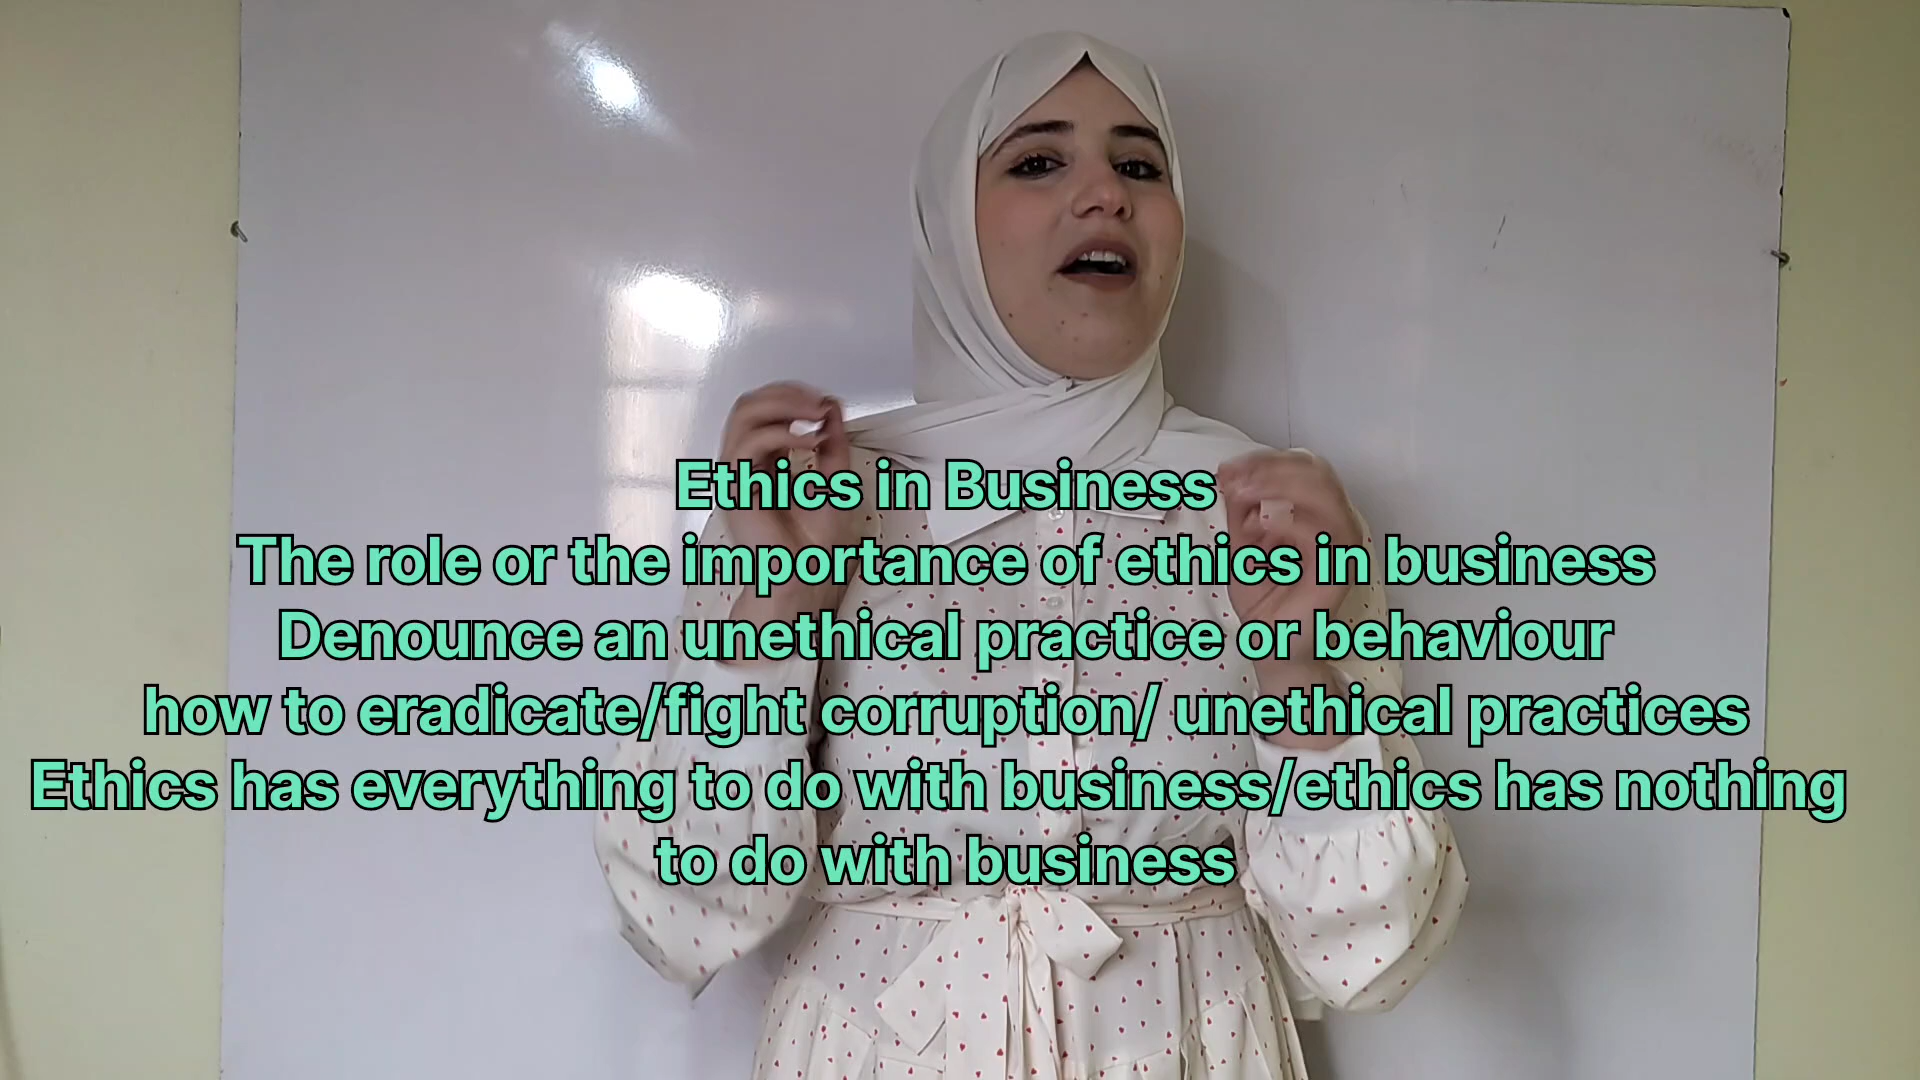 Ethics in Business
The role or the importance of ethics in business
Denounce an unethical practice or behaviour
how to eradicate/fight corruption/ unethical practices
Ethics has everything to do with business/ethics has nothing
to do with business